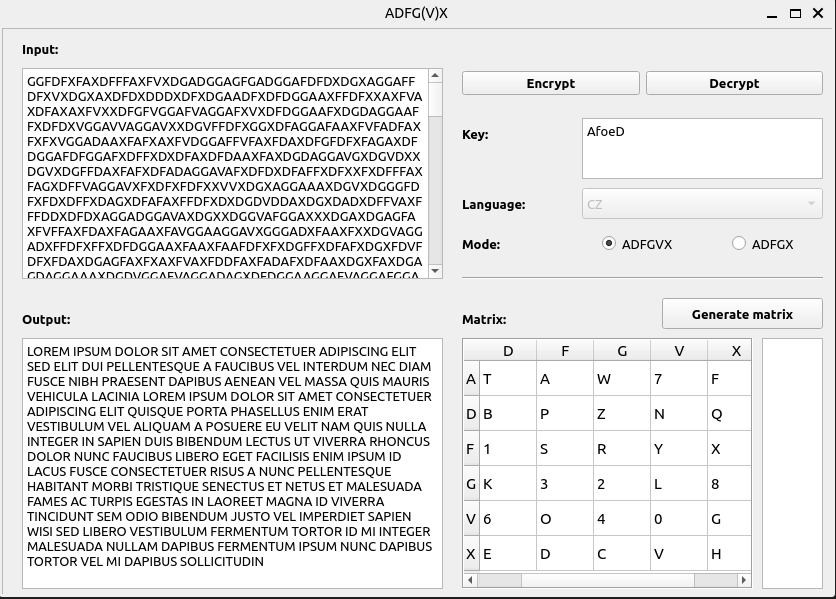 ADFG(V)X
Input:
GGFDFXFAXDFFFAXFVXDGADGGAGFGADGGAFDFDXDGXAGGAFF
DFXVXDGXAXDFDXDDDXDFXDGAADFXDFDGGAAXFFDFXXAXFVA
XDFAXAXFVXXDFGFVGGAFVAGGAFXVXDFDGGAAFXDGDAGGAAF
FXDFDXVGGAVVAGGAVXXDGVFFDFXGGXDFAGGAFAAXFVFADFAX
FXFXVGGADAAXFAFXAXFVDGGAFFVAXFDAXDFGFDFXFAGAXDF
DGGAFDFGGAFXDFFXDXDFAXDFDAAXFAXDGDAGGAVGXDGVDXX
DGVXDGFFDAXFAFXDFADAGGAVAFXDFDXDFAFFXDFXXFXDFFFAX
FAGXDFFVAGGAVXFXDFXFDFXXVVXDGXAGGAAAXDGVXDGGGFD
FXFDXDFFXDAGXDFAFAXFFDFXDXDGDVDDAXDGXDADXDFFVAXF
FFDDXDFDXAGGADGGAVAXDGXXDGGVAFGGAXXXDGAXDGAGFA
XFVFFAXFDAXFAGAAXFAVGGAAGGAVXGGGADXFAAXFXXDGVAGG
ADXFFDFXFFXDFDGGAAXFAAXFAAFDFXFXDGFFXDFAFXDGXFDVF
DFXFDAXDGAGFAXFXAXFVAXFDDFAXFADAFXDFAAXDGXFAXDGA
GDAGGAAAXDGDVGGAFVAGGADAGXDFDGGAAGGAFVAGGAFGGA
Encrypt
Decrypt
Key:
AfoeD
Language:
CZ
Mode:
ADFGVX
ADFGX
Output:
LOREM IPSUM DOLOR SIT AMET CONSECTETUER ADIPISCING ELIT
SED ELIT DUI PELLENTESQUE A FAUCIBUS VEL INTERDUM NEC DIAM
FUSCE NIBH PRAESENT DAPIBUS AENEAN VEL MASSA QUIS MAURIS
VEHICULA LACINIA LOREM IPSUM DOLOR SIT AMET CONSECTETUER
ADIPISCING ELIT QUISQUE PORTA PHASELLUS ENIM ERAT
VESTIBULUM VEL ALIQUAM A POSUERE EU VELIT NAM QUIS NULLA
INTEGER IN SAPIEN DUIS BIBENDUM LECTUS UT VIVERRA RHONCUS
DOLOR NUNC FAUCIBUS LIBERO EGET FACILISIS ENIM IPSUM ID
LACUS FUSCE CONSECTETUER RISUS A NUNC PELLENTESQUE
HABITANT MORBI TRISTIQUE SENECTUS ET NETUS ET MALESUADA
FAMES AC TURPIS EGESTAS IN LAOREET MAGNA ID VIVERRA
TINCIDUNT SEM ODIO BIBENDUM JUSTO VEL IMPERDIET SAPIEN
WISI SED LIBERO VESTIBULUM FERMENTUM TORTOR ID MI INTEGER
MALESUADA NULLAM DAPIBUS FERMENTUM IPSUM NUNC DAPIBUS
TORTOR VEL MI DAPIBUS SOLLICITUDIN
Matrix:
Generate matrix
D F G V X
A T A W 7 F
D B P Z N Q
F 1 S R Y X
G K 3 2 L 8
V 6 O 4 0 G
X E D C V H